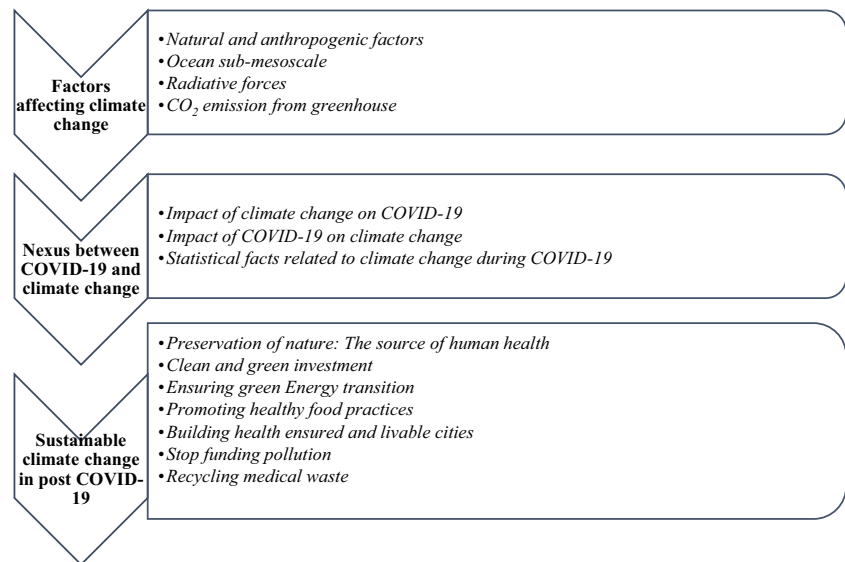 Factors
affecting climate
change
•Natural and anthropogenic factors
•Ocean sub-mesoscale
•Radiative forces
•CO₂ emission from greenhouse
Nexus between
COVID-19 and
climate change
•Impact of climate change on COVID-19
•Impact of COVID-19 on climate change
•Statistical facts related to climate change during COVID-19
Sustainable
climate change
in post COVID-
19
•Preservation of nature: The source of human health
•Clean and green investment
•Ensuring green Energy transition
•Promoting healthy food practices
•Building health ensured and livable cities
•Stop funding pollution
•Recycling medical waste